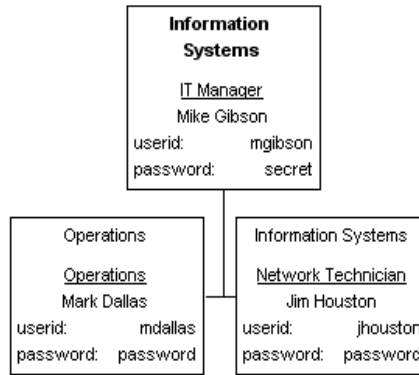 Information
Systems
IT Manager
Mike Gibson
userid: mgibson
password: secret
Operations
Operations
Mark Dallas
userid: mdallas
password: password
Information Systems
Network Technician
Jim Houston
userid: jhouston
password: password